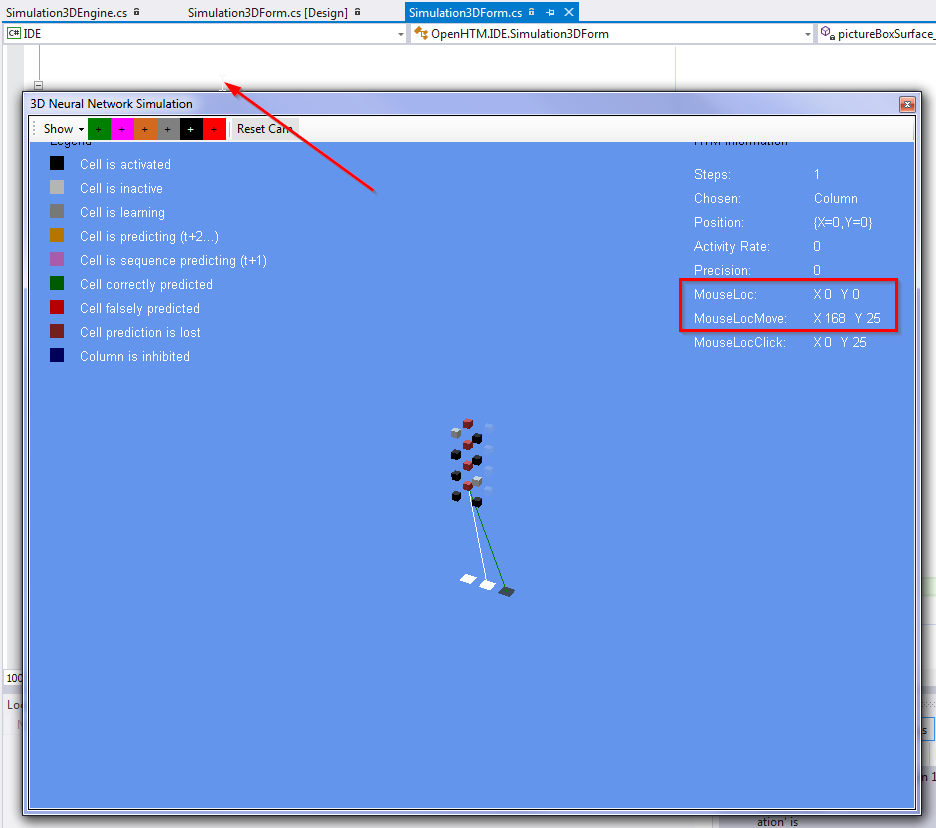 Simulation3DEngine.cs Simulation3DForm.cs [Design] Simulation3DForm.cs
C# IDE OpenHTM.IDE.Simulation3DForm pictureBoxSurface_
3D Neural Network Simulation
Show + + + + + + Reset Cam
Legend HTM Information
Cell is activated
Cell is inactive
Cell is learning
Cell is predicting (t+2...)
Cell is sequence predicting (t+1)
Cell correctly predicted
Cell falsely predicted
Cell prediction is lost
Column is inhibited
Steps: 1
Chosen: Column
Position: {X=0,Y=0}
Activity Rate: 0
Precision: 0
MouseLoc: X 0 Y 0
MouseLocMove: X 168 Y 25
MouseLocClick: X 0 Y 25
100
Lo
s
n 1
ation' is